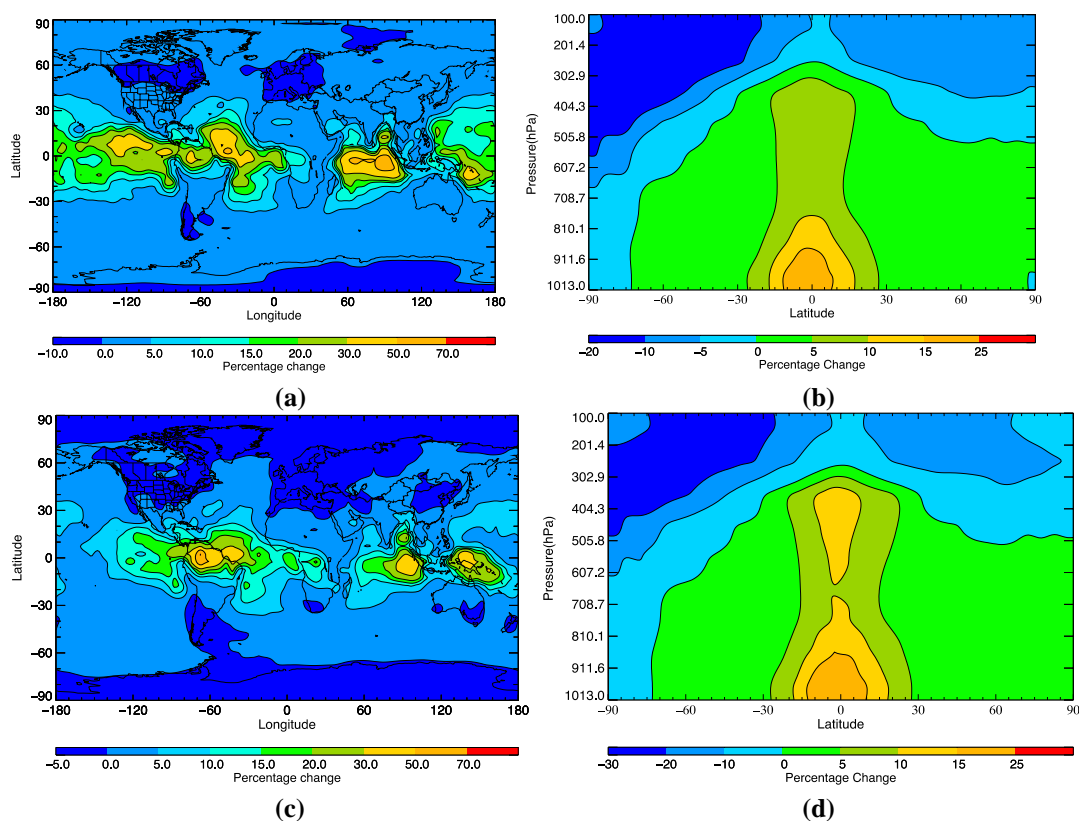 90
60
30
0
−30
−60
−90
Latitude
−180 −120 −60 0 60 120 180
Longitude
−10.0 0.0 5.0 10.0 15.0 20.0 30.0 50.0 70.0
Percentage change
(a)
100.0
201.4
302.9
404.3
505.8
607.2
708.7
810.1
911.6
1013.0
Pressure(hPa)
−90 −60 −30 0 30 60 90
Latitude
−20 −10 −5 0 5 10 15 25
Percentage Change
(b)
90
60
30
0
−30
−60
−90
Latitude
−180 −120 −60 0 60 120 180
Longitude
−5.0 0.0 5.0 10.0 15.0 20.0 30.0 50.0 70.0
Percentage change
(c)
100.0
201.4
302.9
404.3
505.8
607.2
708.7
810.1
911.6
1013.0
Pressure(hPa)
−90 −60 −30 0 30 60 90
Latitude
−30 −20 −10 0 5 10 15 25
Percentage Change
(d)